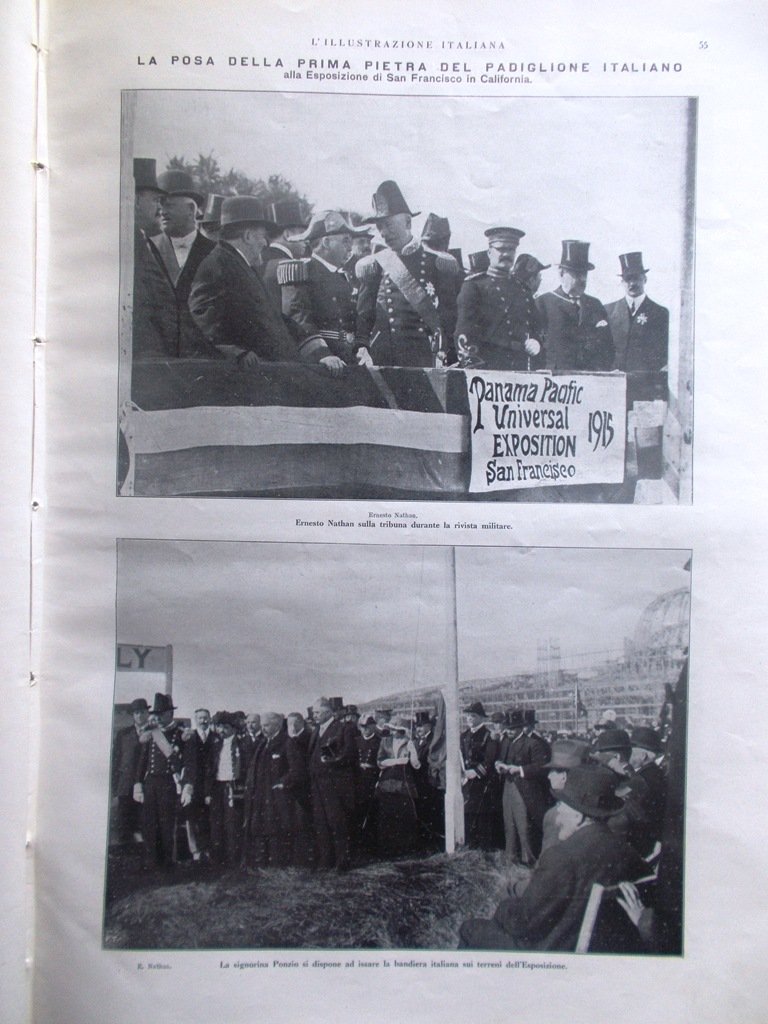 L'ILLUSTRAZIONE ITALIANA 55
LA POSA DELLA PRIMA PIETRA DEL PADIGLIONE ITALIANO
alla Esposizione di San Francisco in California.
Panama Pacific
Universal
EXPOSITION
1915
San Francisco
Ernesto Nathan.
Ernesto Nathan sulla tribuna durante la rivista militare.
LY
E. Nathan.
La signorina Ponzio si dispone ad issare la bandiera italiana sui terreni dell'Esposizione.